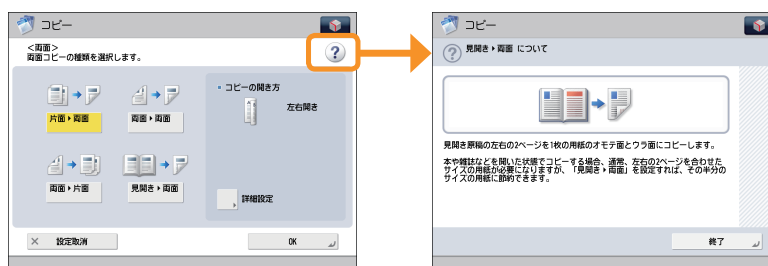 コピー
<両面>
両面コピーの種類を選択します。
?
片面▸両面
両面▸両面
両面▸片面
見開き▸両面
コピーの開き方
左右開き
詳細設定
× 設定取消
OK
コピー
? 見開き▸両面 について
見開き原稿の左右の2ページを1枚の用紙のオモテ面とウラ面にコピーします。
本や雑誌などを開いた状態でコピーする場合、通常、左右の2ページを合わせた
サイズの用紙が必要になりますが、「見開き▸両面」を設定すれば、その半分の
サイズの用紙に節約できます。
終了